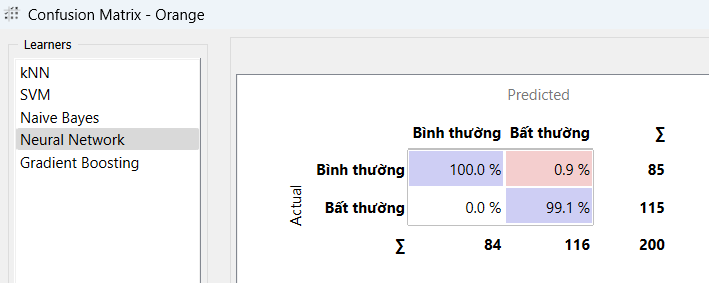 Confusion Matrix - Orange
Learners
kNN
SVM
Naive Bayes
Neural Network
Gradient Boosting
Predicted
Bình thường Bất thường ∑
Bình thường 100.0 % 0.9 % 85
Bất thường 0.0 % 99.1 % 115
∑ 84 116 200
Actual